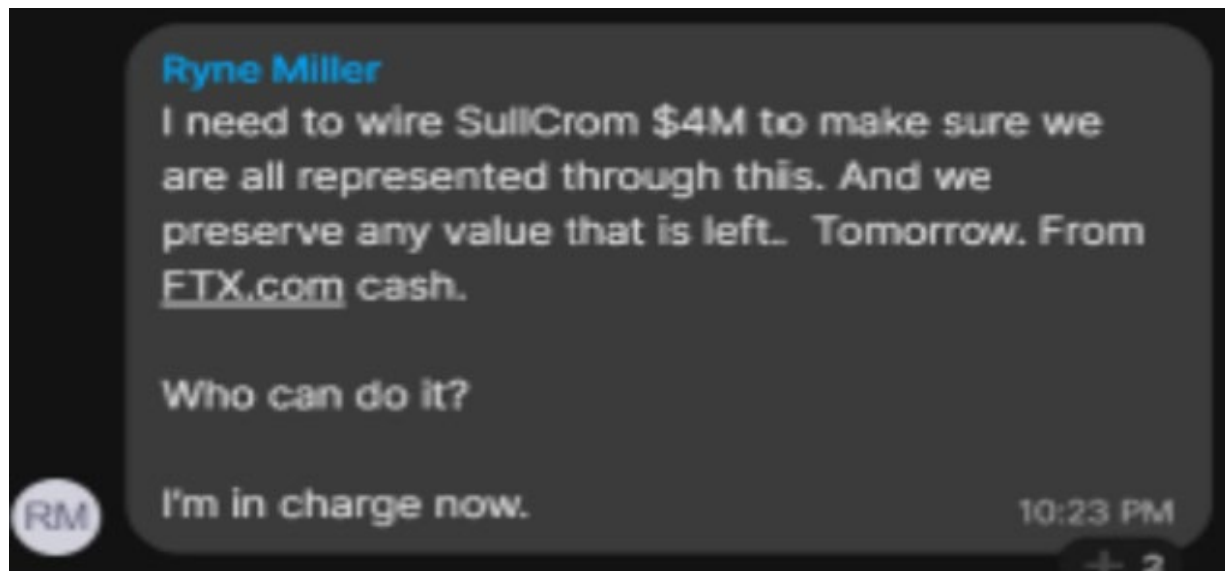 Ryne Miller
I need to wire SullCrom $4M to make sure we
are all represented through this. And we
preserve any value that is left.. Tomorrow. From
FTX.com cash.
Who can do it?
I'm in charge now.
RM
10:23 PM